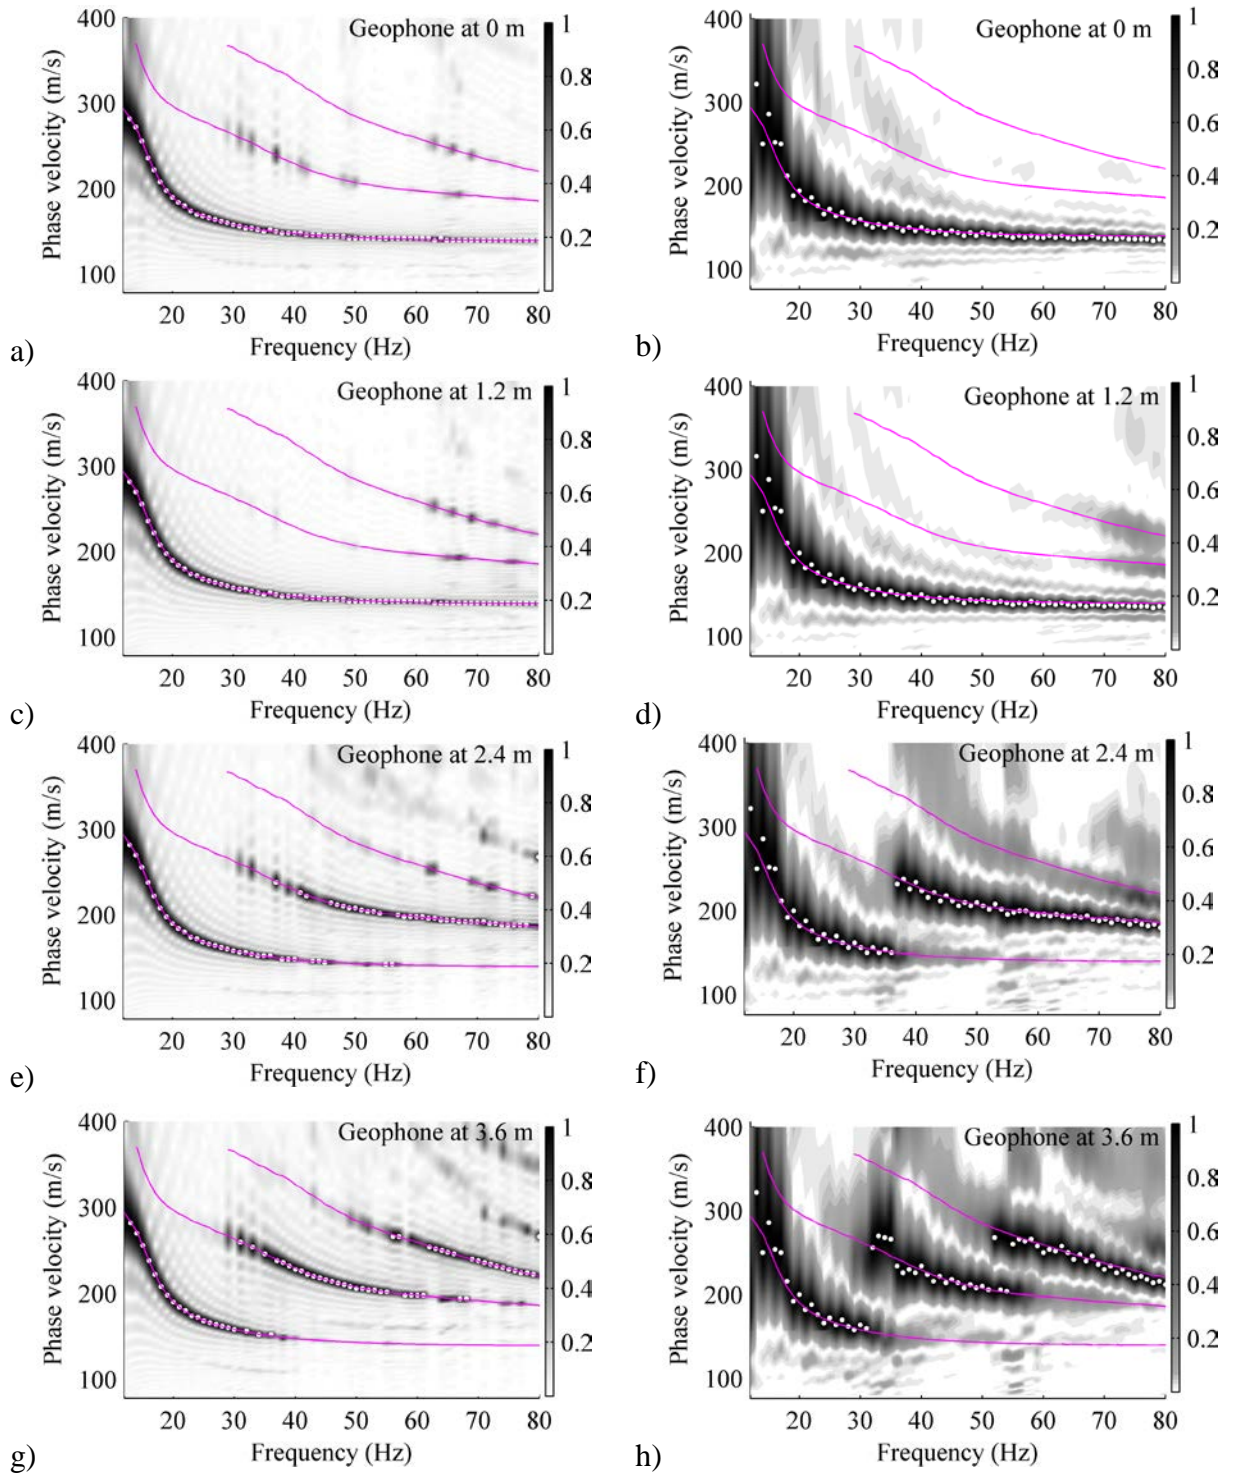 Geophone at 0 m
Phase velocity (m/s)
400
300
200
100
20 30 40 50 60 70 80
Frequency (Hz)
1
0.8
0.6
0.4
0.2
a)
Geophone at 0 m
Phase velocity (m/s)
400
300
200
100
20 30 40 50 60 70 80
Frequency (Hz)
1
0.8
0.6
0.4
0.2
b)
Geophone at 1.2 m
Phase velocity (m/s)
400
300
200
100
20 30 40 50 60 70 80
Frequency (Hz)
1
0.8
0.6
0.4
0.2
c)
Geophone at 1.2 m
Phase velocity (m/s)
400
300
200
100
20 30 40 50 60 70 80
Frequency (Hz)
1
0.8
0.6
0.4
0.2
d)
Geophone at 2.4 m
Phase velocity (m/s)
400
300
200
100
20 30 40 50 60 70 80
Frequency (Hz)
1
0.8
0.6
0.4
0.2
e)
Geophone at 2.4 m
Phase velocity (m/s)
400
300
200
100
20 30 40 50 60 70 80
Frequency (Hz)
1
0.8
0.6
0.4
0.2
f)
Geophone at 3.6 m
Phase velocity (m/s)
400
300
200
100
20 30 40 50 60 70 80
Frequency (Hz)
1
0.8
0.6
0.4
0.2
g)
Geophone at 3.6 m
Phase velocity (m/s)
400
300
200
100
20 30 40 50 60 70 80
Frequency (Hz)
1
0.8
0.6
0.4
0.2
h)